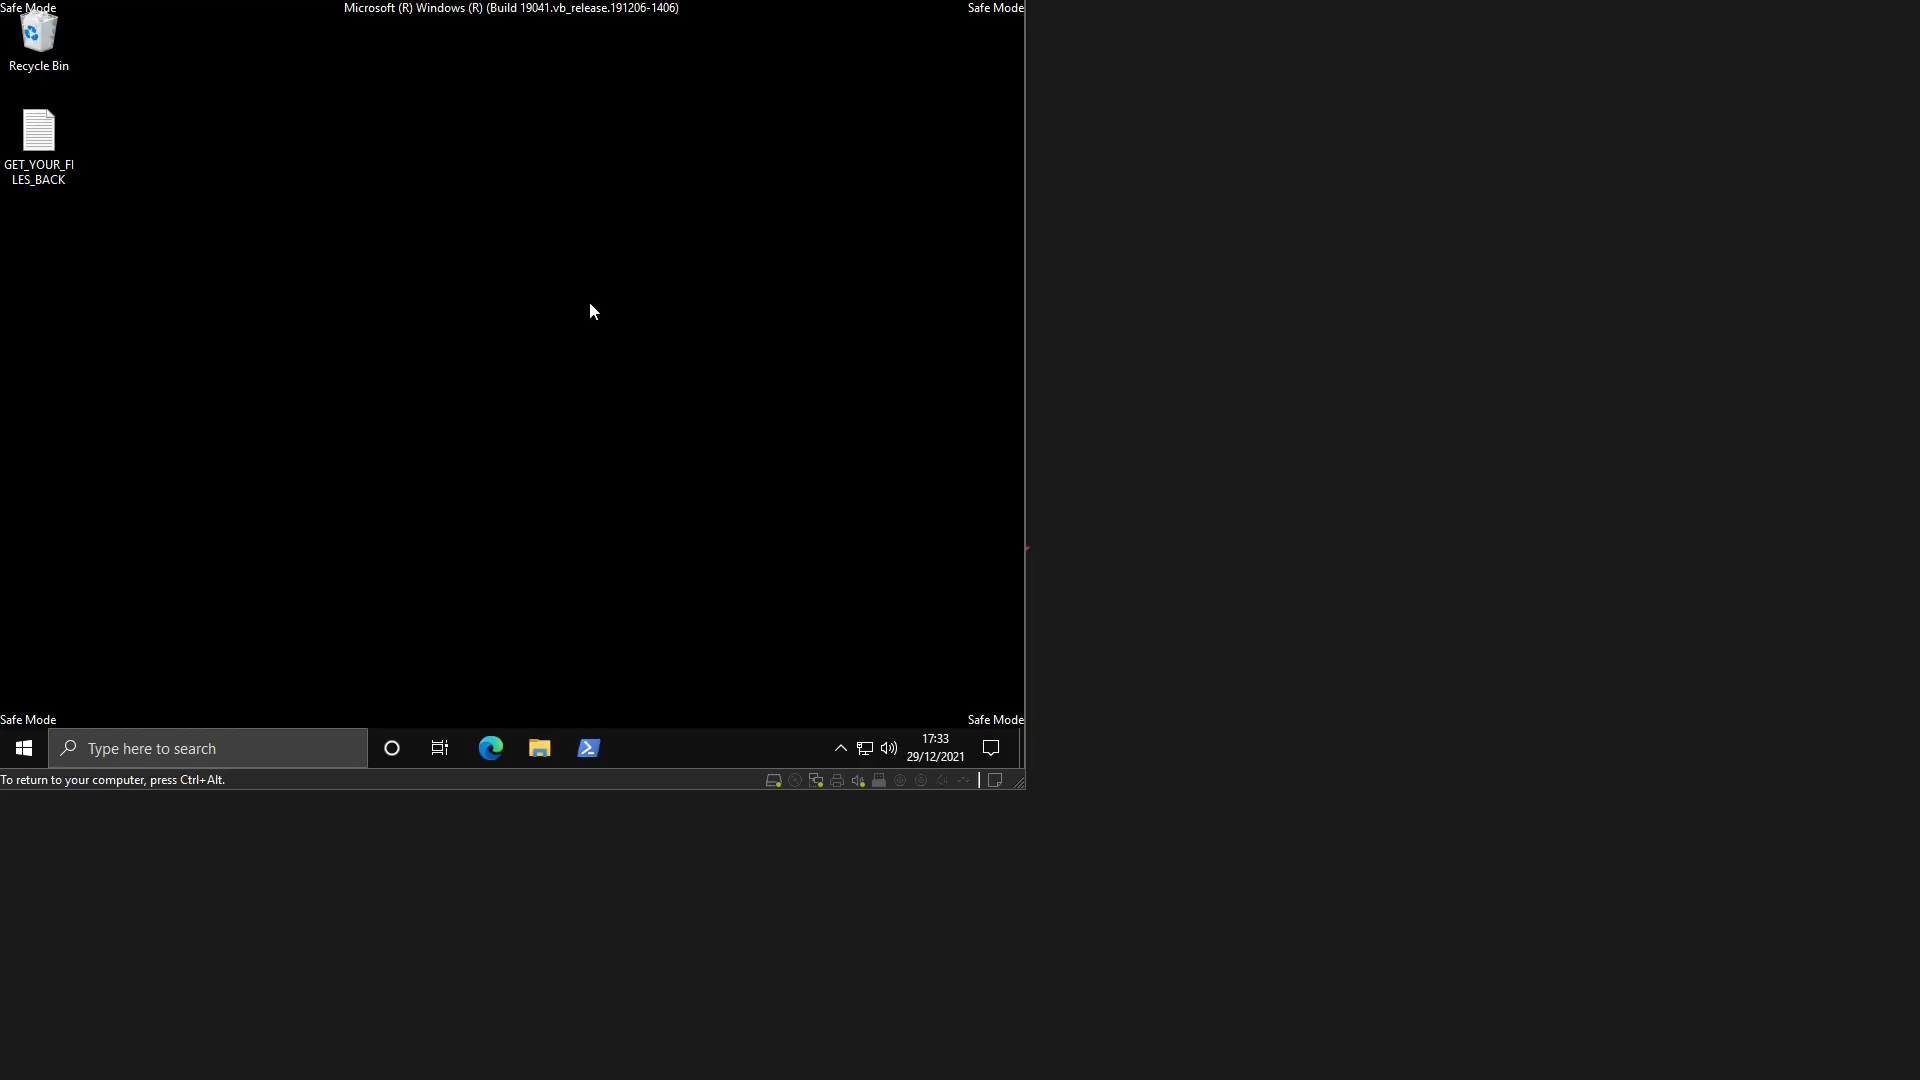 Safe Mode
Microsoft (R) Windows (R) (Build 19041.vb_release.191206-1406)
Safe Mode
Recycle Bin
GET_YOUR_FI
LES_BACK
Safe Mode
Safe Mode
Type here to search
17:33
29/12/2021
To return to your computer, press Ctrl+Alt.